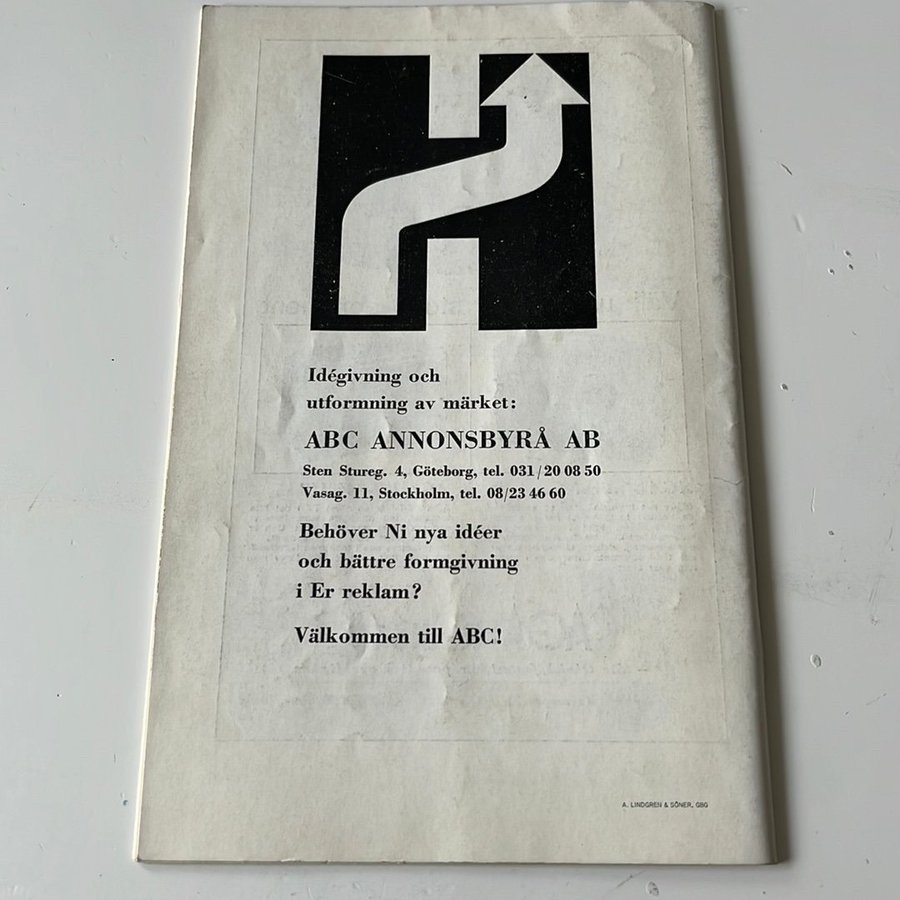 H
Idégivning och
utformning av märket:
ABC ANNONSBYRÅ AB
Sten Stureg. 4, Göteborg, tel. 031/20 08 50
Vasag. 11, Stockholm, tel. 08/23 46 60
Behöver Ni nya idéer
och bättre formgivning
i Er reklam?
Välkommen till ABC!
A. LINDGREN & SÖNER, GBG